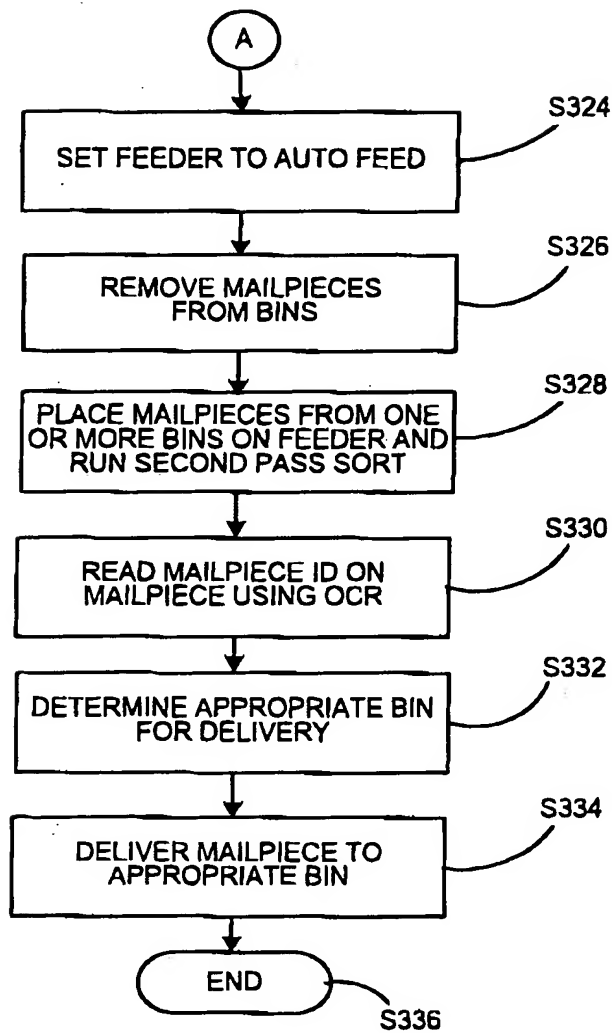 A
S324
SET FEEDER TO AUTO FEED
S326
REMOVE MAILPIECES
FROM BINS
S328
PLACE MAILPIECES FROM ONE
OR MORE BINS ON FEEDER AND
RUN SECOND PASS SORT
S330
READ MAILPIECE ID ON
MAILPIECE USING OCR
S332
DETERMINE APPROPRIATE BIN
FOR DELIVERY
S334
DELIVER MAILPIECE TO
APPROPRIATE BIN
END
S336